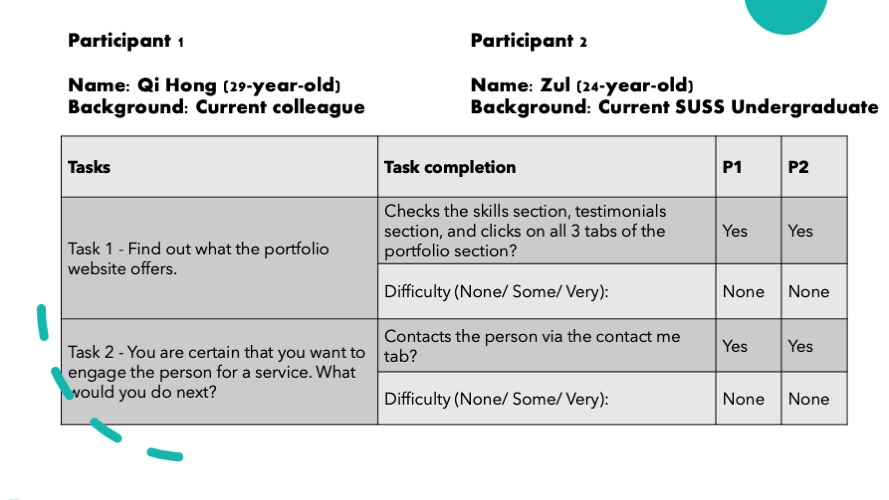 Participant 1
Participant 2
Name: Qi Hong (29-year-old)
Background: Current colleague
Name: Zul (24-year-old)
Background: Current SUSS Undergraduate
Tasks
Task completion
P1
P2
Task 1 - Find out what the portfolio
website offers.
Checks the skills section, testimonials
section, and clicks on all 3 tabs of the
portfolio section?
Yes
Yes
Difficulty (None/ Some/ Very):
None
None
Task 2 - You are certain that you want to
engage the person for a service. What
would you do next?
Contacts the person via the contact me
tab?
Yes
Yes
Difficulty (None/ Some/ Very):
None
None